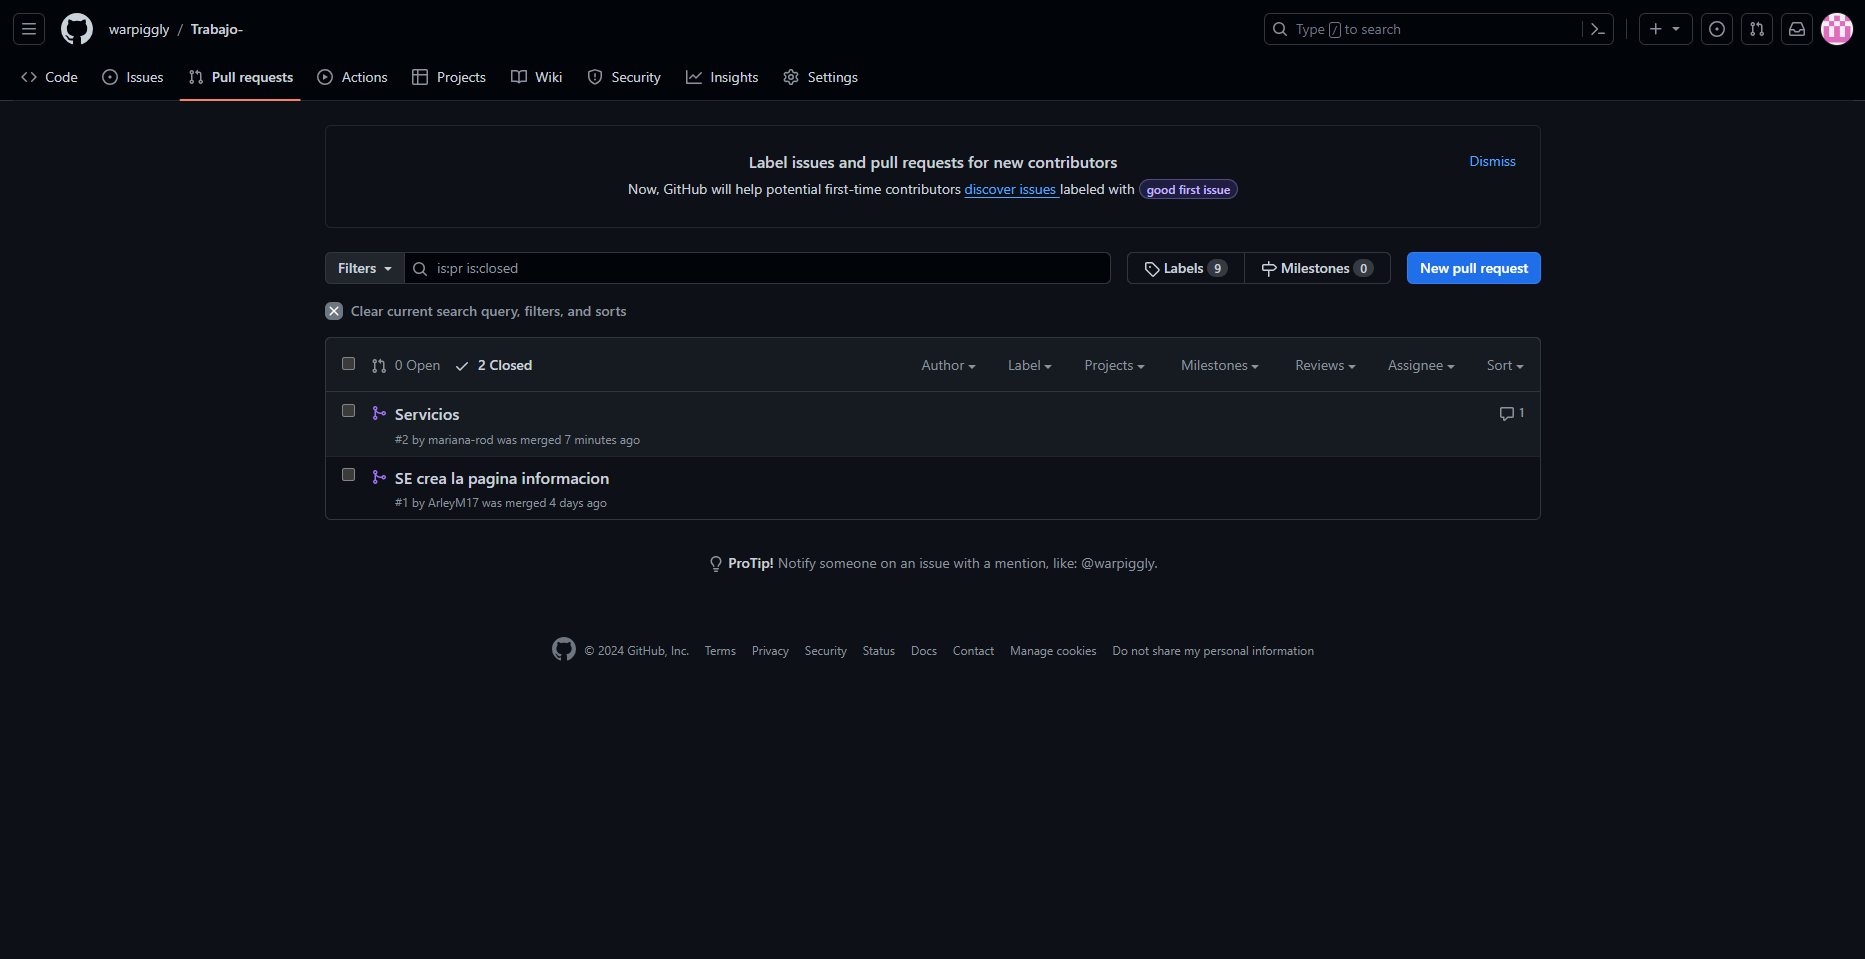 warpiggly / Trabajo-
Type / to search
Code Issues Pull requests Actions Projects Wiki Security Insights Settings
Label issues and pull requests for new contributors
Dismiss
Now, GitHub will help potential first-time contributors discover issues labeled with good first issue
Filters is:pr is:closed Labels 9 Milestones 0 New pull request
Clear current search query, filters, and sorts
0 Open 2 Closed Author Label Projects Milestones Reviews Assignee Sort
Servicios 1
#2 by mariana-rod was merged 7 minutes ago
SE crea la pagina informacion
#1 by ArleyM17 was merged 4 days ago
ProTip! Notify someone on an issue with a mention, like: @warpiggly.
© 2024 GitHub, Inc. Terms Privacy Security Status Docs Contact Manage cookies Do not share my personal information